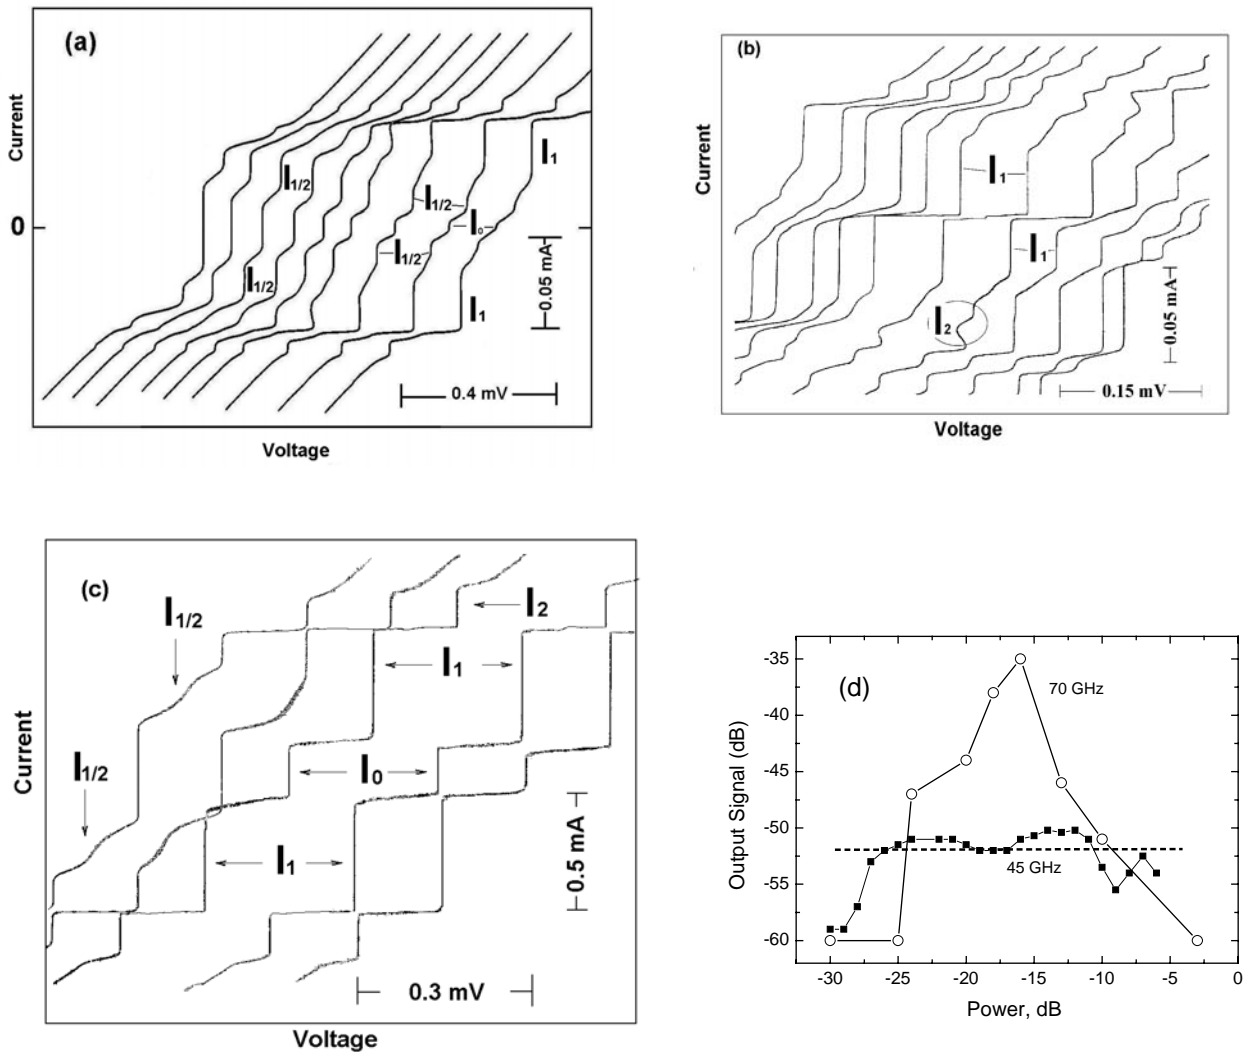 (a)
Current
0
I1/2
I1/2
I1/2
I1/2
I0
I1
I1
0.05 mA
0.4 mV
Voltage
(b)
Current
I1
I1
I2
0.05 mA
0.15 mV
Voltage
(c)
Current
I1/2
I1/2
I2
I1
I0
I1
0.5 mA
0.3 mV
Voltage
(d)
Output Signal (dB)
-35
-40
-45
-50
-55
-60
70 GHz
45 GHz
-30 -25 -20 -15 -10 -5 0
Power, dB